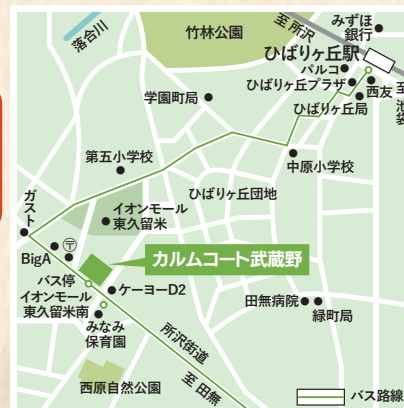 落合川
竹林公園
至 所沢
みずほ
銀行
ひばりヶ丘駅
パルコ
ひばりヶ丘プラザ
西友
至 池袋
ひばりヶ丘局
学園町局
中原小学校
第五小学校
ひばりヶ丘団地
ガスト
イオンモール
東久留米
〒
BigA
カルムコート武蔵野
バス停
イオンモール
東久留米南
ケーヨーD2
みなみ
保育園
田無病院
緑町局
所沢街道
至 田無
西原自然公園
バス路線